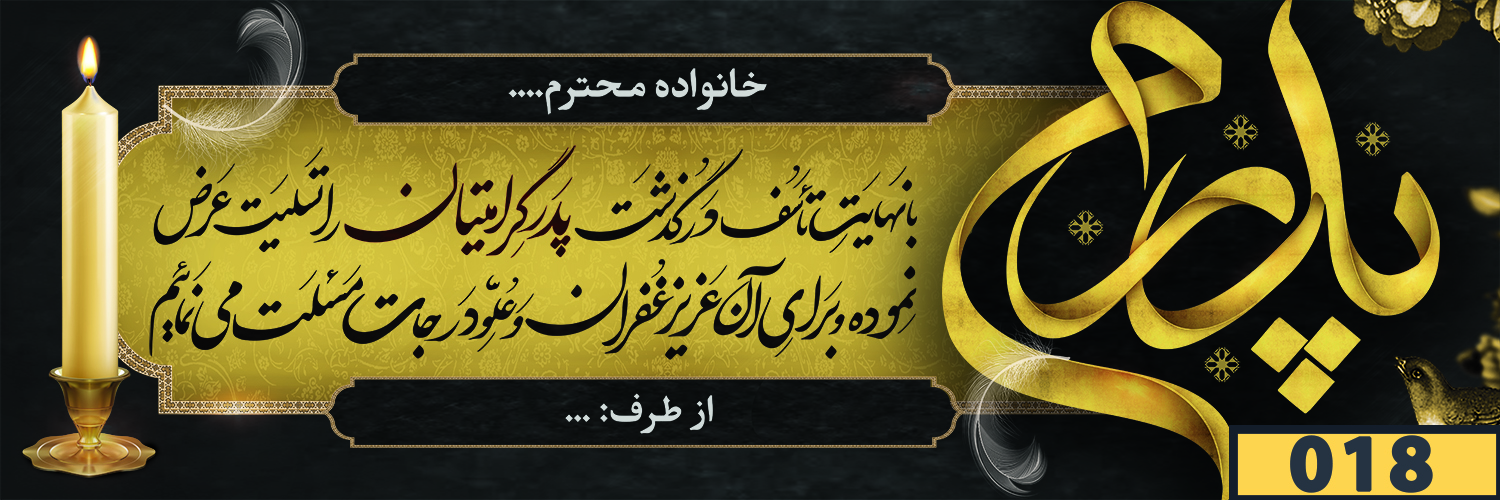 خانواده محترم....
با نهایت تأسف درگذشت پدر گرامیتان را تسلیت عرض
نموده و برای آن عزیز غفران و علو درجات مسئلت می نمائیم
از طرف: ...
پدرم
018